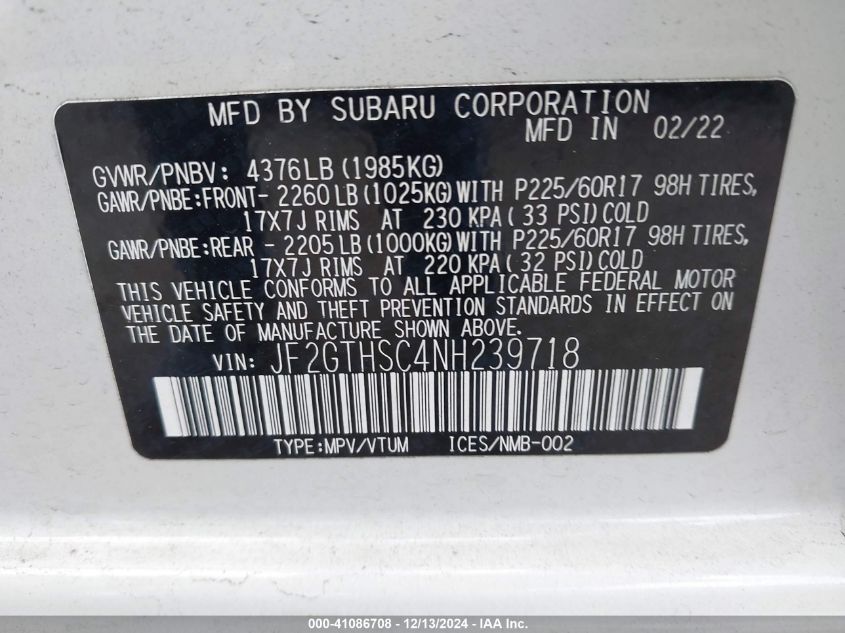 MFD BY SUBARU CORPORATION
MFD IN 02/22
GVWR/PNBV: 4376LB (1985KG)
GAWR/PNBE:FRONT- 2260LB (1025KG) WITH P225/60R17 98H TIRES,
17X7J RIMS AT 230 KPA ( 33 PSI) COLD
GAWR/PNBE:REAR - 2205LB (1000KG) WITH P225/60R17 98H TIRES,
17X7J RIMS AT 220 KPA ( 32 PSI) COLD
THIS VEHICLE CONFORMS TO ALL APPLICABLE FEDERAL MOTOR
VEHICLE SAFETY AND THEFT PREVENTION STANDARDS IN EFFECT ON
THE DATE OF MANUFACTURE SHOWN ABOVE.
VIN: JF2GTHSC4NH239718
TYPE:MPV/VTUM ICES/NMB-002
000-41086708 - 12/13/2024 - IAA Inc.